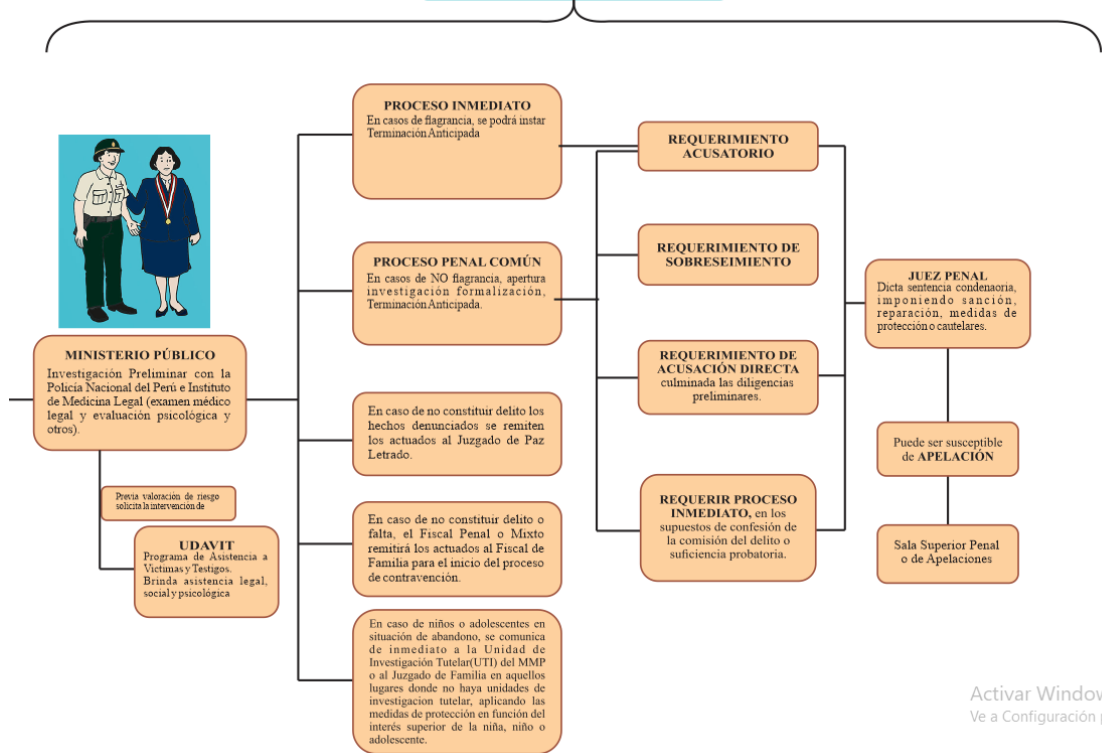 MINISTERIO PÚBLICO
Investigación Preliminar con la
Policía Nacional del Perú e Instituto
de Medicina Legal (examen médico
legal y evaluación psicológica y
otros).
Previa valoración de riesgo
solicita la intervención de
UDAVIT
Programa de Asistencia a
Victimas y Testigos.
Brinda asistencia legal,
social y psicológica
PROCESO INMEDIATO
En casos de flagrancia, se podrá instar
Terminación Anticipada
PROCESO PENAL COMÚN
En casos de NO flagrancia, apertura
investigación formalización,
Terminación Anticipada.
En caso de no constituir delito los
hechos denunciados se remiten
los actuados al Juzgado de Paz
Letrado.
En caso de no constituir delito o
falta, el Fiscal Penal o Mixto
remitirá los actuados al Fiscal de
Familia para el inicio del proceso
de contravención.
En caso de niños o adolescentes en
situación de abandono, se comunica
de inmediato a la Unidad de
Investigación Tutelar(UTI) del MMP
o al Juzgado de Familia en aquellos
lugares donde no haya unidades de
investigacion tutelar, aplicando las
medidas de protección en función del
interés superior de la niña, niño o
adolescente.
REQUERIMIENTO
ACUSATORIO
REQUERIMIENTO DE
SOBRESEIMIENTO
REQUERIMIENTO DE
ACUSACIÓN DIRECTA
culminada las diligencias
preliminares.
REQUERIR PROCESO
INMEDIATO, en los
supuestos de confesión de
la comisión del delito o
suficiencia probatoria.
JUEZ PENAL
Dicta sentencia condenaoria,
imponiendo sanción,
reparación, medidas de
protección o cautelares.
Puede ser susceptible
de APELACIÓN
Sala Superior Penal
o de Apelaciones
Activar Window
Ve a Configuración